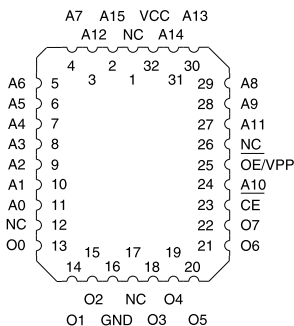 A7 A15 VCC A13
A12 NC A14
4 2 32 30
3 1 31
A6 5 29 A8
A5 6 28 A9
A4 7 27 A11
A3 8 26 NC
A2 9 25 OE/VPP
A1 10 24 A10
A0 11 23 CE
NC 12 22 O7
O0 13 21 O6
15 17 19
14 16 18 20
O2 NC O4
O1 GND O3 O5